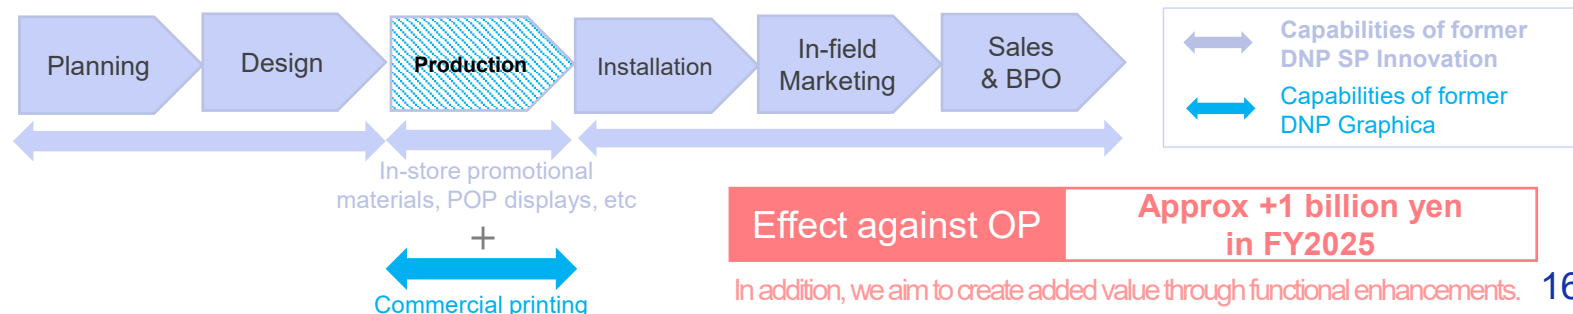 Planning
Design
Production
Installation
In-field
Marketing
Sales
& BPO
Capabilities of former
DNP SP Innovation
Capabilities of former
DNP Graphica
In-store promotional
materials, POP displays, etc
+
Commercial printing
Effect against OP
Approx +1 billion yen
in FY2025
In addition, we aim to create added value through functional enhancements.
16